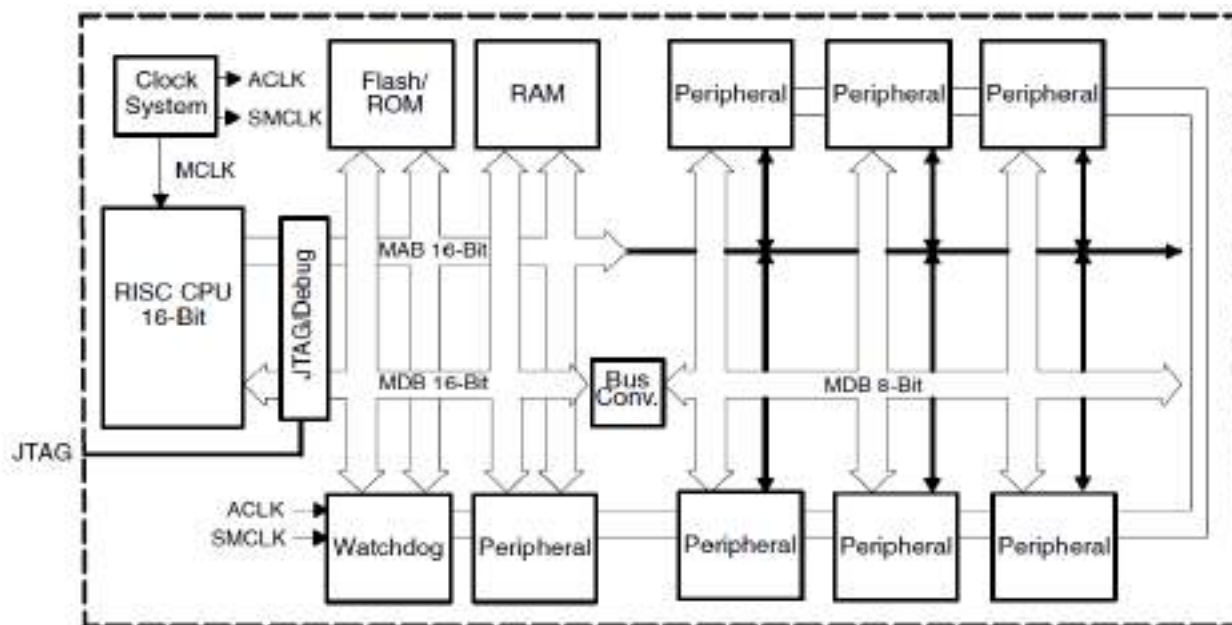 Clock
System
ACLK
SMCLK
MCLK
Flash/
ROM
RAM
Peripheral
Peripheral
Peripheral
RISC CPU
16-Bit
JTAG/Debug
MAB 16-Bit
MDB 16-Bit
Bus
Conv.
MDB 8-Bit
JTAG
ACLK
SMCLK
Watchdog
Peripheral
Peripheral
Peripheral
Peripheral